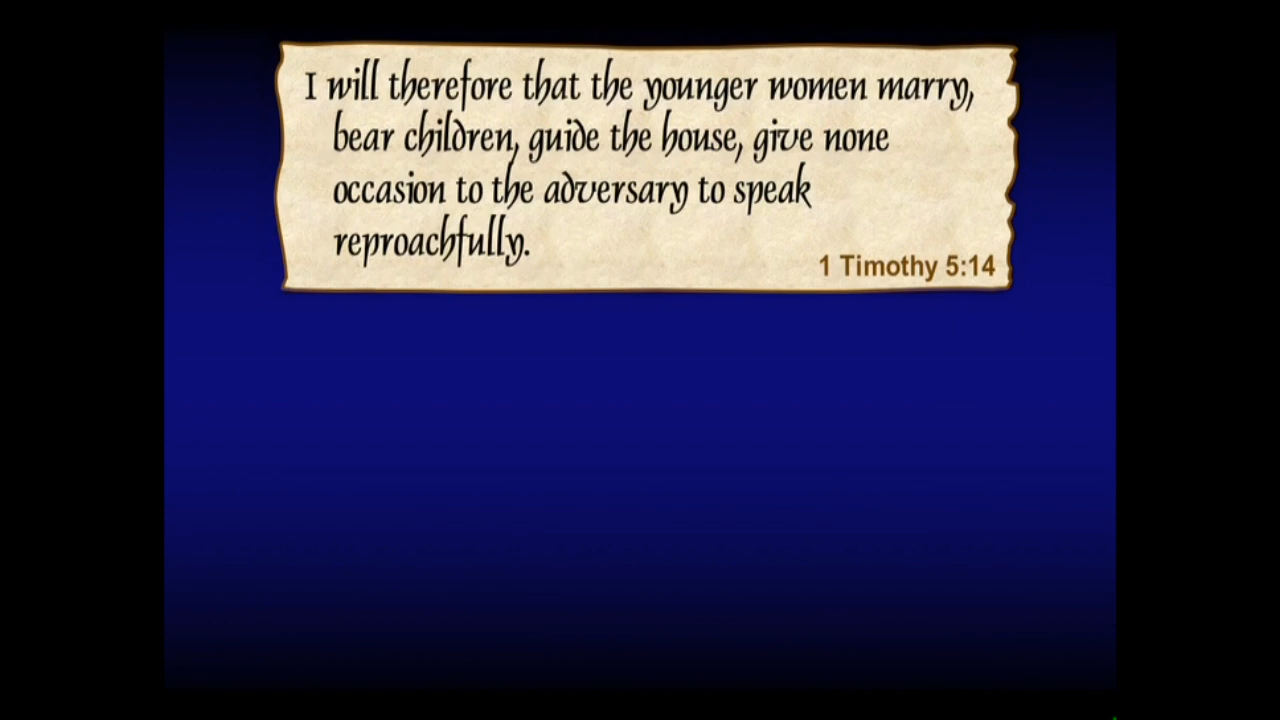 I will therefore that the younger women marry,
bear children, guide the house, give none
occasion to the adversary to speak
reproachfully.
1 Timothy 5:14